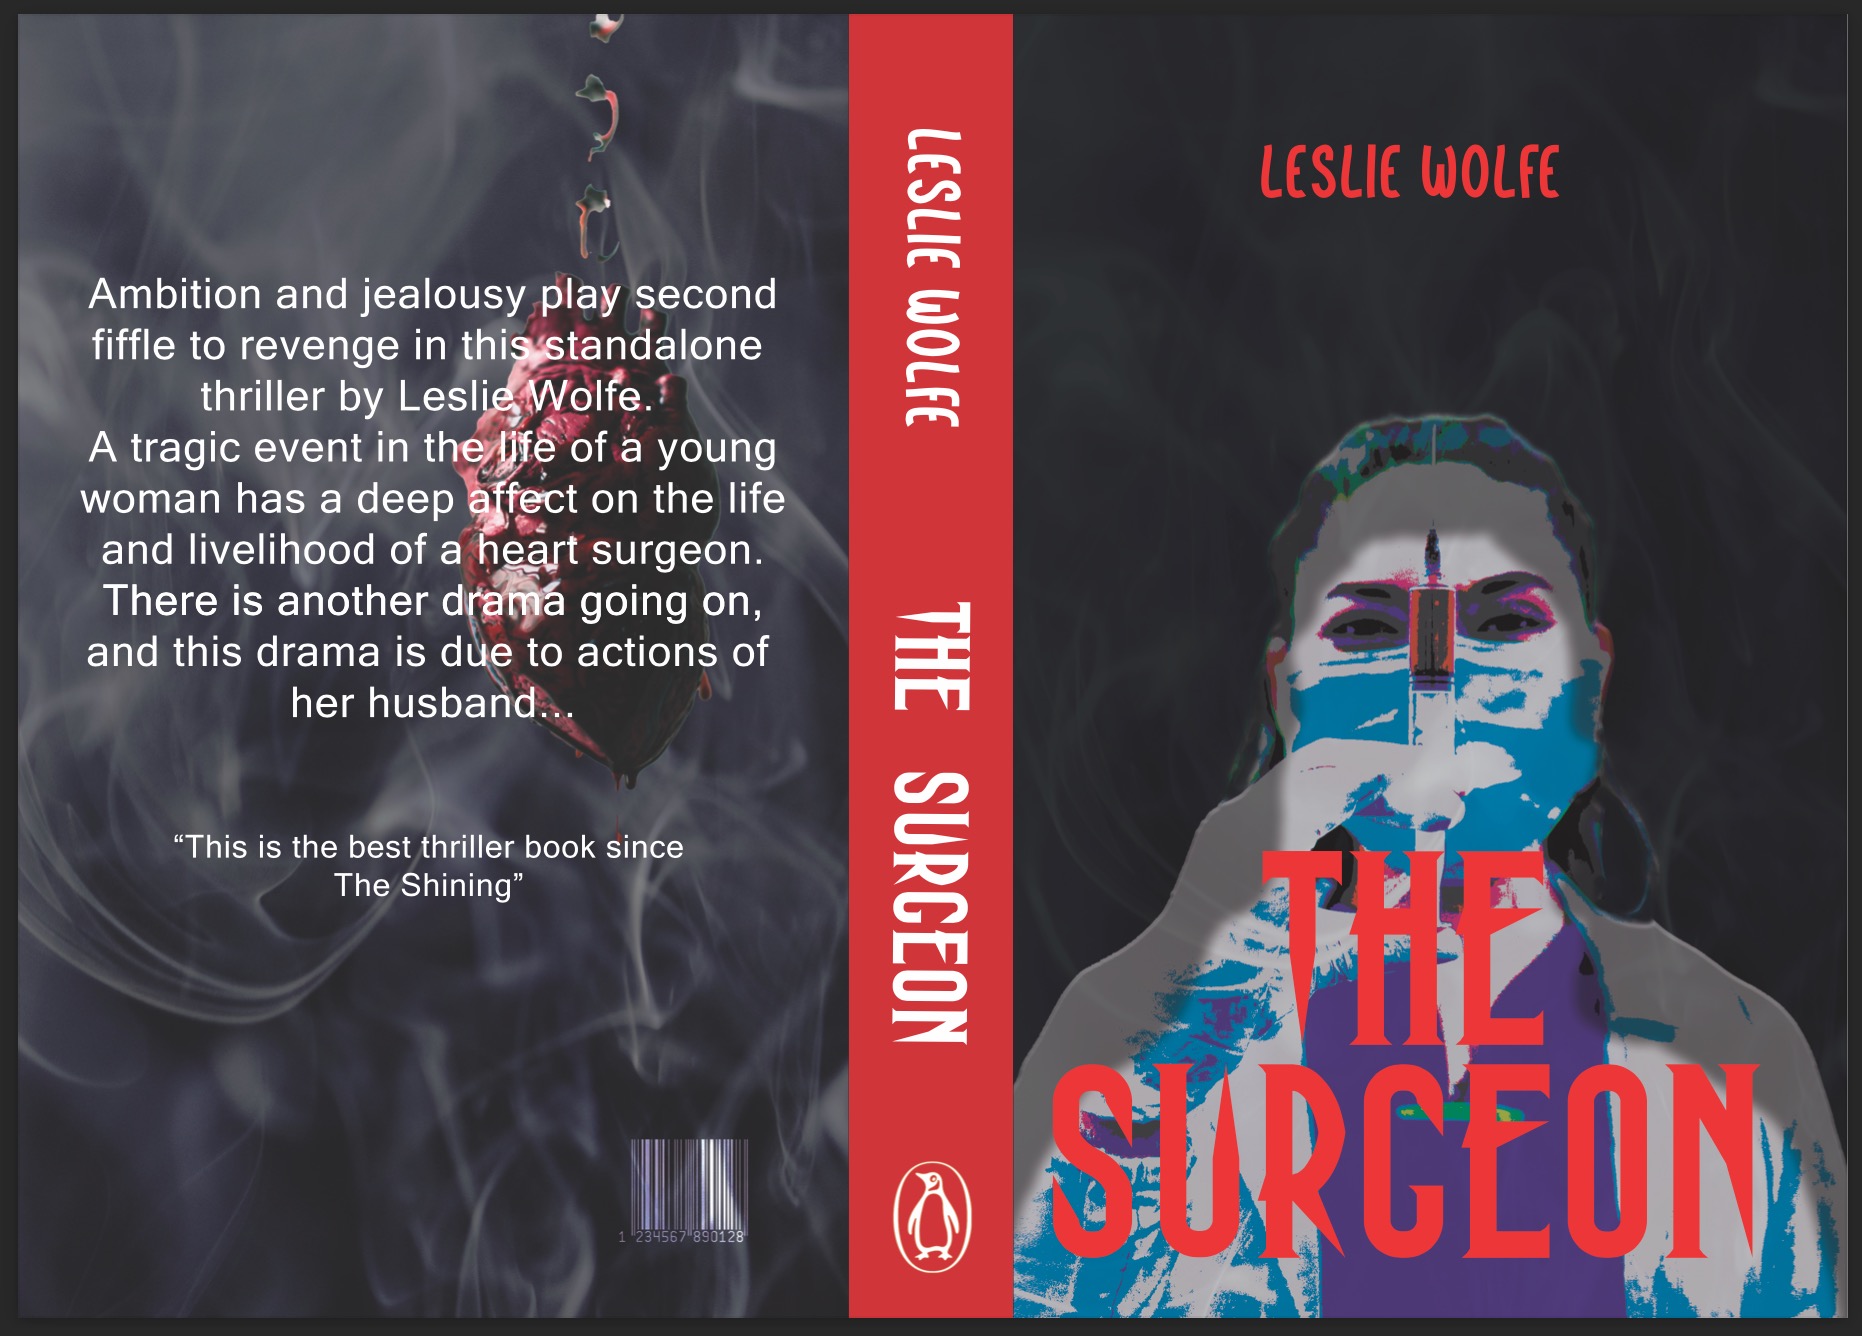 Ambition and jealousy play second
fiffle to revenge in this standalone
thriller by Leslie Wolfe.
A tragic event in the life of a young
woman has a deep affect on the life
and livelihood of a heart surgeon.
There is another drama going on,
and this drama is due to actions of
her husband...
“This is the best thriller book since
The Shining”
1 234567 890128
LESLIE WOLFE
THE SURGEON
LESLIE WOLFE
THE
SURGEON